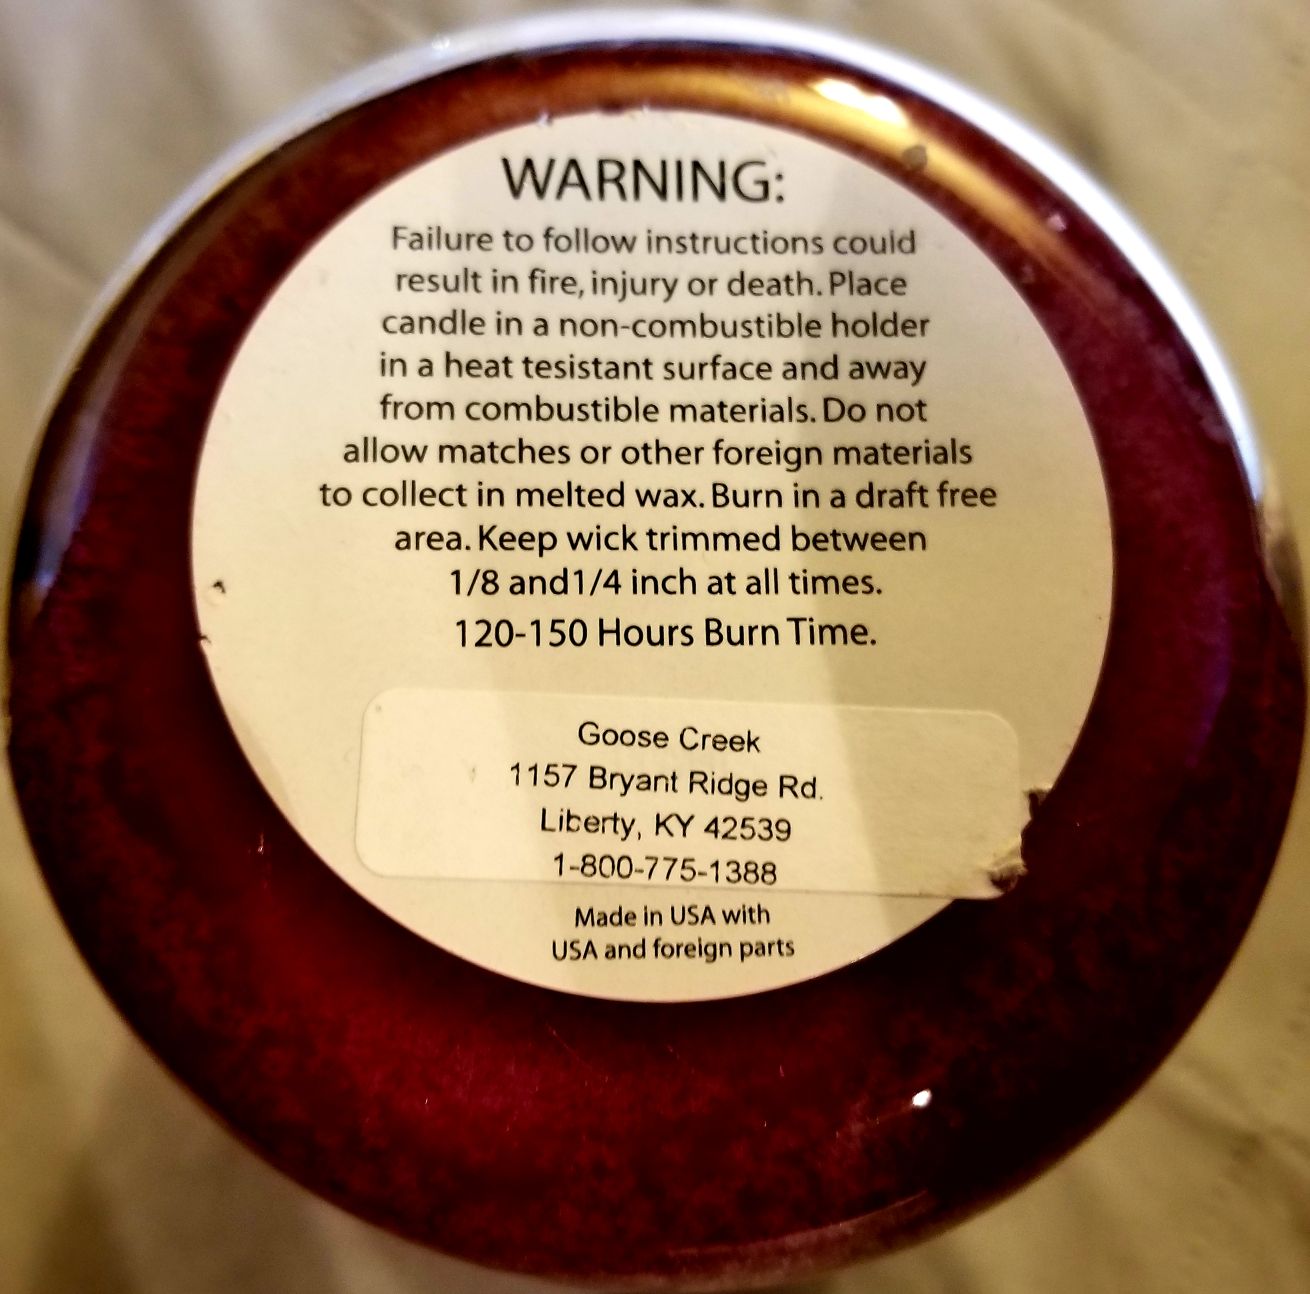 WARNING:
Failure to follow instructions could
result in fire, injury or death. Place
candle in a non-combustible holder
in a heat tesistant surface and away
from combustible materials. Do not
allow matches or other foreign materials
to collect in melted wax. Burn in a draft free
area. Keep wick trimmed between
1/8 and1/4 inch at all times.
120-150 Hours Burn Time.
Goose Creek
1157 Bryant Ridge Rd.
Liberty, KY 42539
1-800-775-1388
Made in USA with
USA and foreign parts